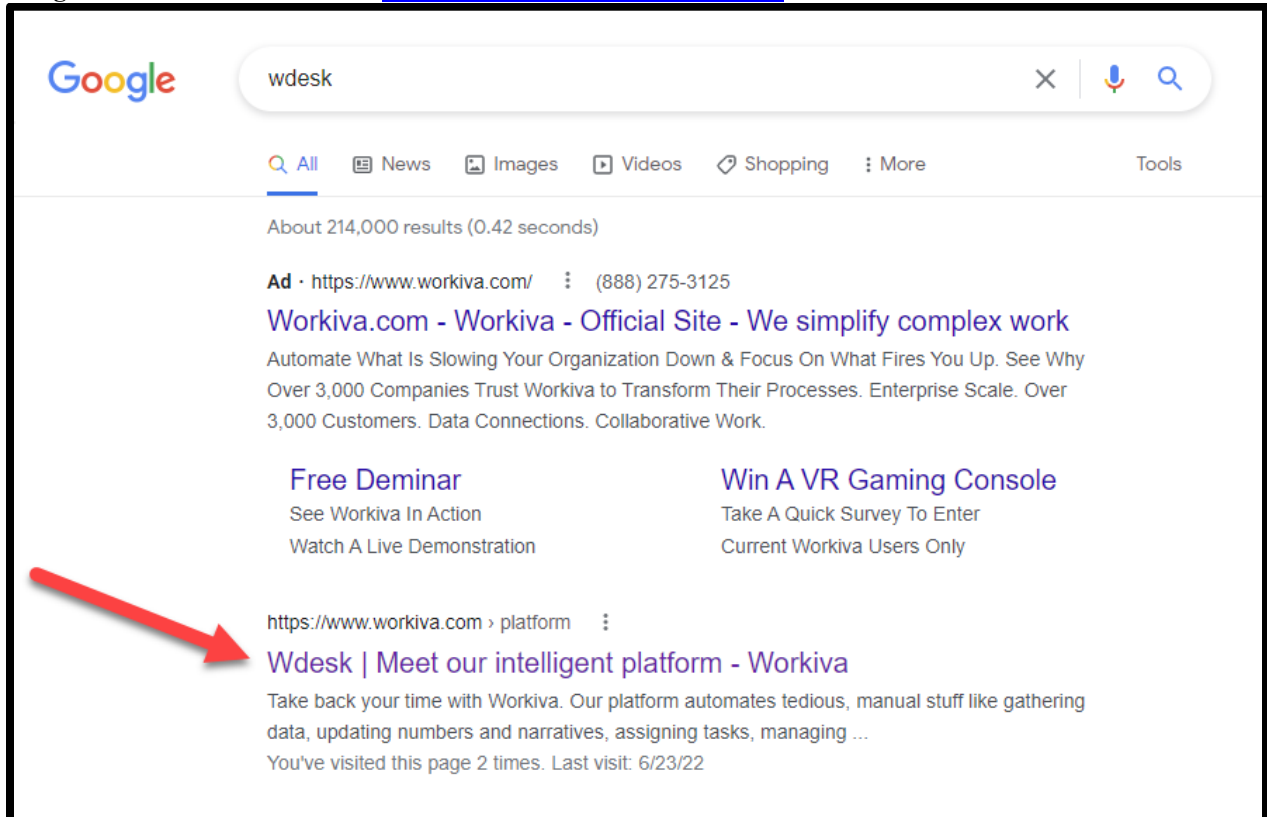 Google
wdesk
All News Images Videos Shopping More Tools
About 214,000 results (0.42 seconds)
Ad · https://www.workiva.com/ (888) 275-3125
Workiva.com - Workiva - Official Site - We simplify complex work
Automate What Is Slowing Your Organization Down & Focus On What Fires You Up. See Why
Over 3,000 Companies Trust Workiva to Transform Their Processes. Enterprise Scale. Over
3,000 Customers. Data Connections. Collaborative Work.
Free Deminar
See Workiva In Action
Watch A Live Demonstration
Win A VR Gaming Console
Take A Quick Survey To Enter
Current Workiva Users Only
https://www.workiva.com › platform
Wdesk | Meet our intelligent platform - Workiva
Take back your time with Workiva. Our platform automates tedious, manual stuff like gathering
data, updating numbers and narratives, assigning tasks, managing ...
You've visited this page 2 times. Last visit: 6/23/22